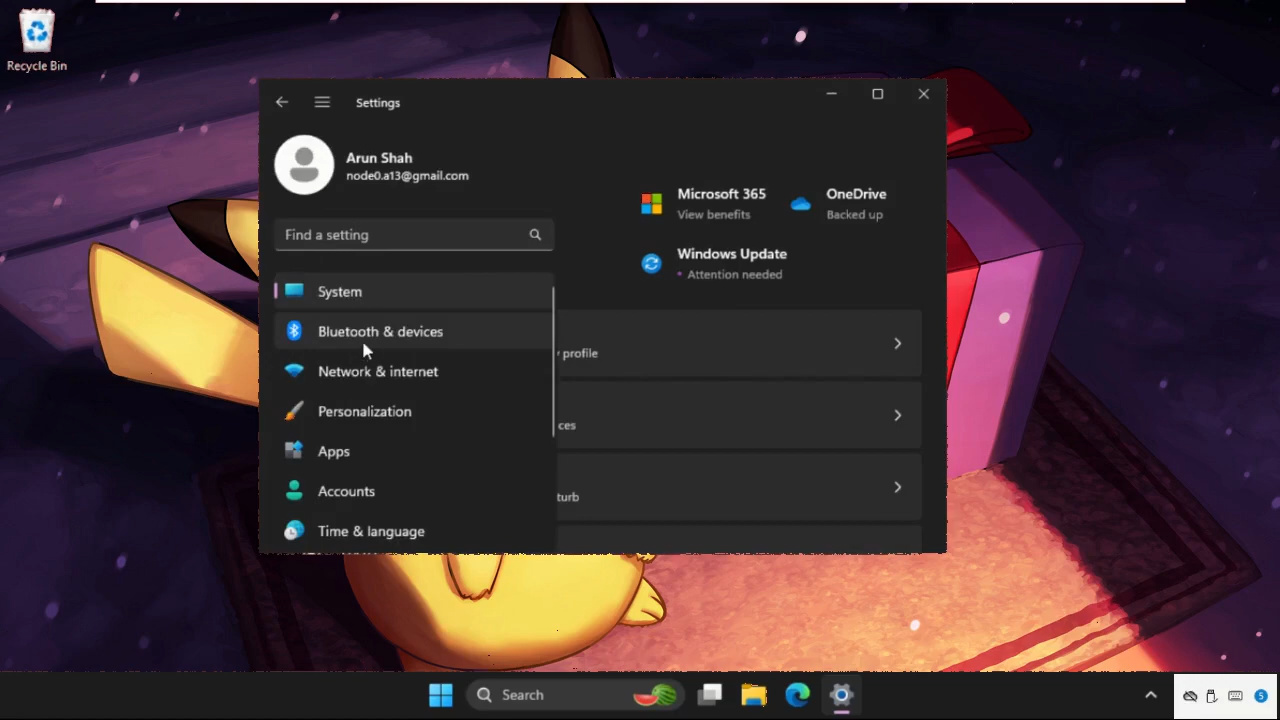 Recycle Bin
Settings
Arun Shah
node0.a13@gmail.com
Find a setting
System
Bluetooth & devices
Network & internet
Personalization
Apps
Accounts
Time & language
Microsoft 365
View benefits
OneDrive
Backed up
Windows Update
Attention needed
profile
ces
turb
Search
5